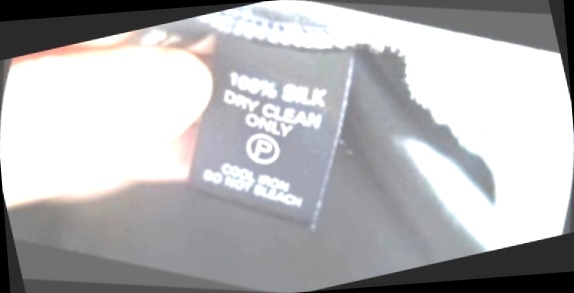 100% SILK
DRY CLEAN
ONLY
P
COOL IRON
DO NOT BLEACH